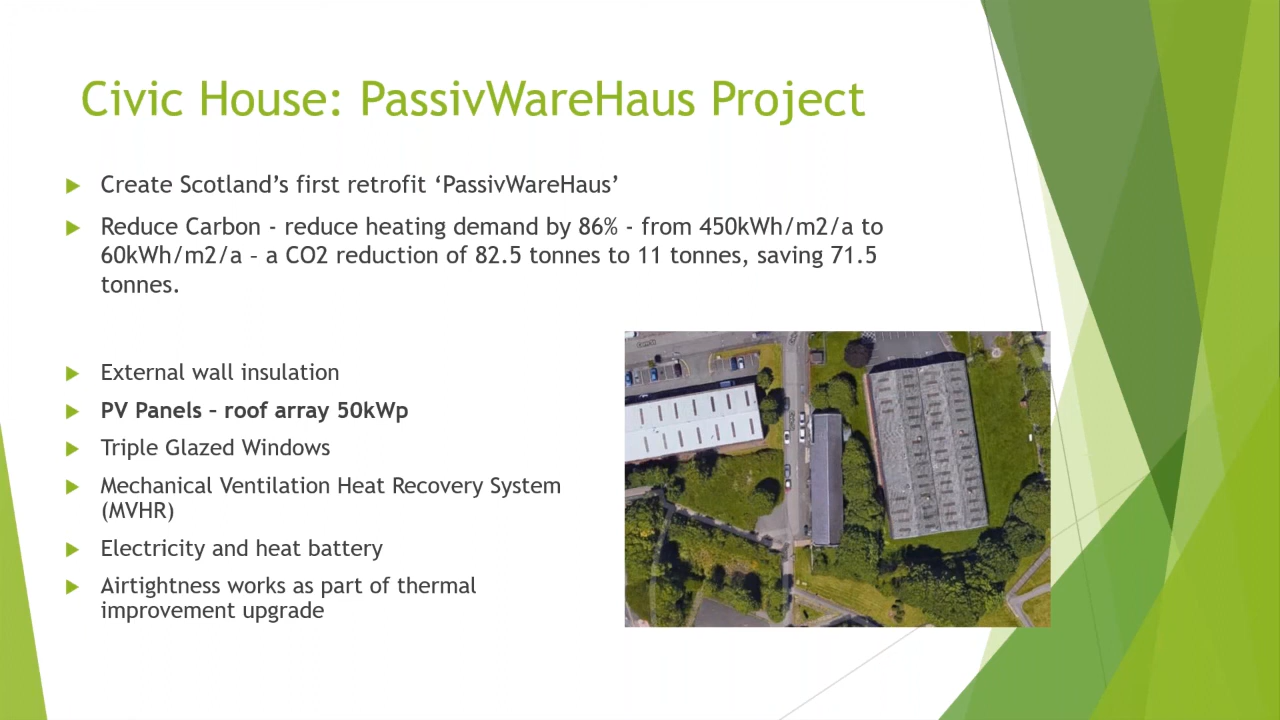 Civic House: PassivWareHaus Project
Create Scotland’s first retrofit ‘PassivWareHaus’
Reduce Carbon - reduce heating demand by 86% - from 450kWh/m2/a to
60kWh/m2/a – a CO2 reduction of 82.5 tonnes to 11 tonnes, saving 71.5
tonnes.
External wall insulation
PV Panels – roof array 50kWp
Triple Glazed Windows
Mechanical Ventilation Heat Recovery System
(MVHR)
Electricity and heat battery
Airtightness works as part of thermal
improvement upgrade